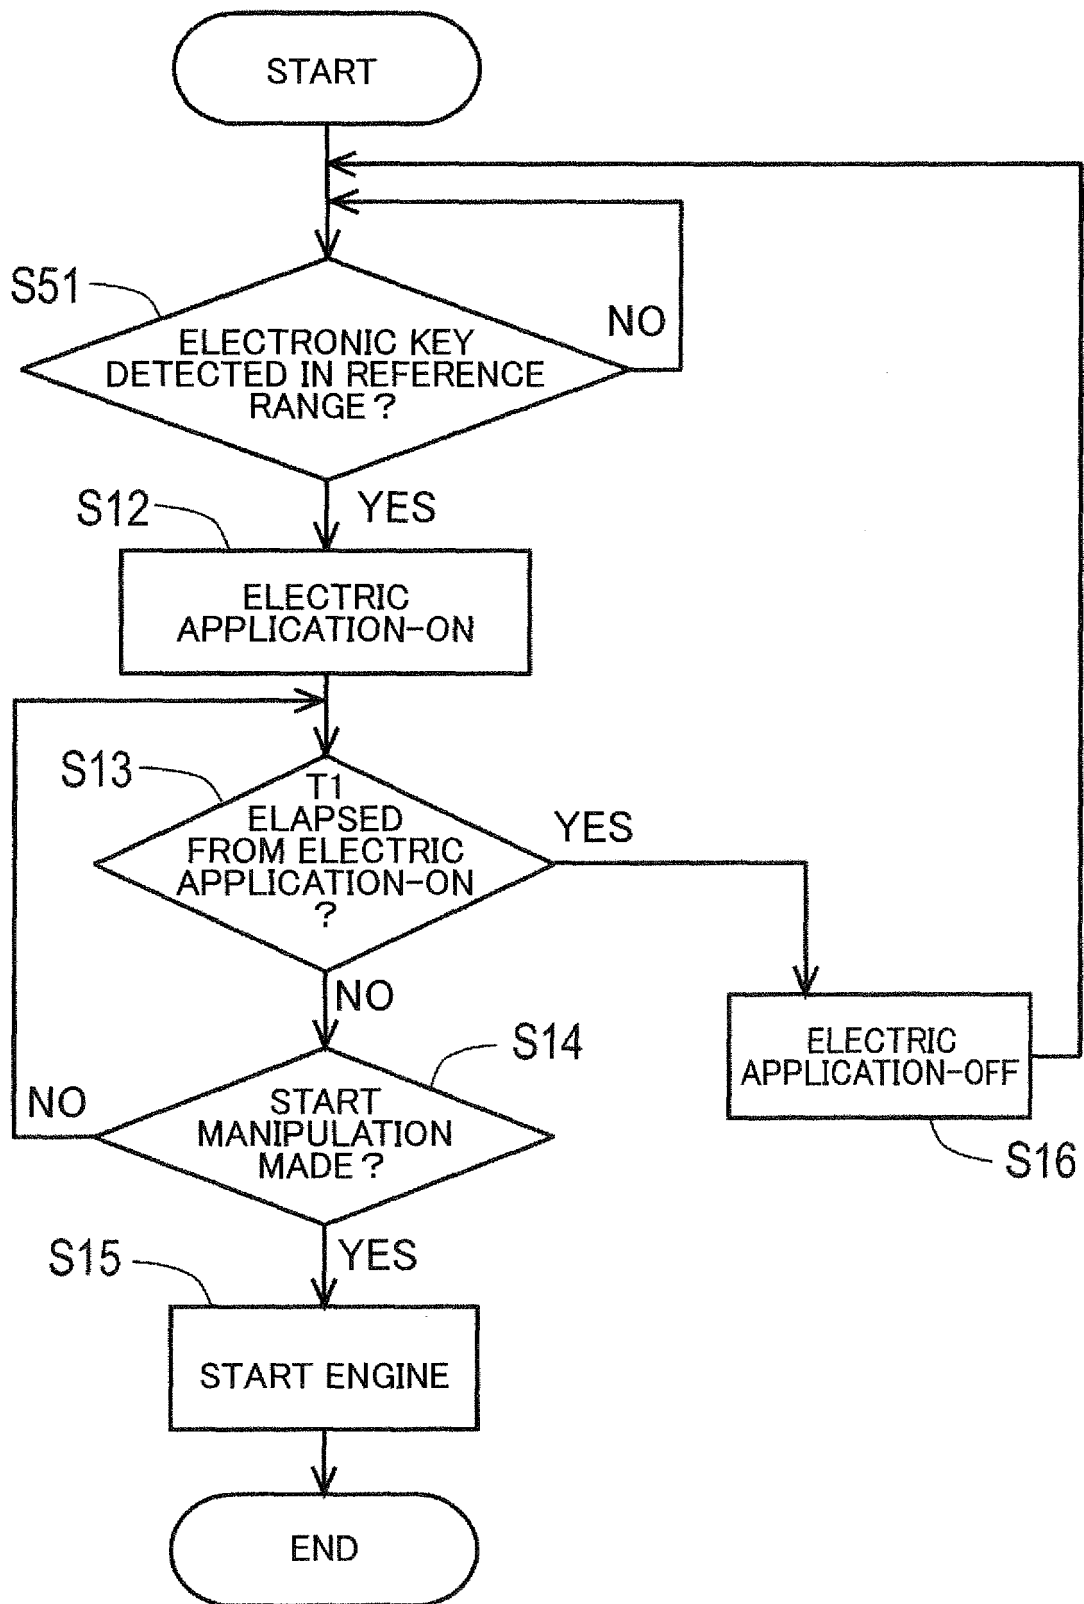 START
S51
NO
ELECTRONIC KEY
DETECTED IN REFERENCE
RANGE?
YES
S12
ELECTRIC
APPLICATION-ON
S13
T1
ELAPSED
FROM ELECTRIC
APPLICATION-ON
?
YES
NO
S14
ELECTRIC
APPLICATION-OFF
S16
NO
START
MANIPULATION
MADE?
YES
S15
START ENGINE
END